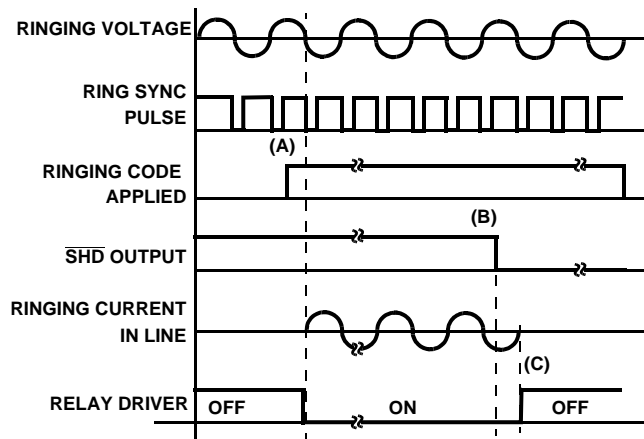 RINGING VOLTAGE
RING SYNC
PULSE
(A)
RINGING CODE
APPLIED
(B)
SHD OUTPUT
RINGING CURRENT
IN LINE
(C)
RELAY DRIVER
OFF
ON
OFF